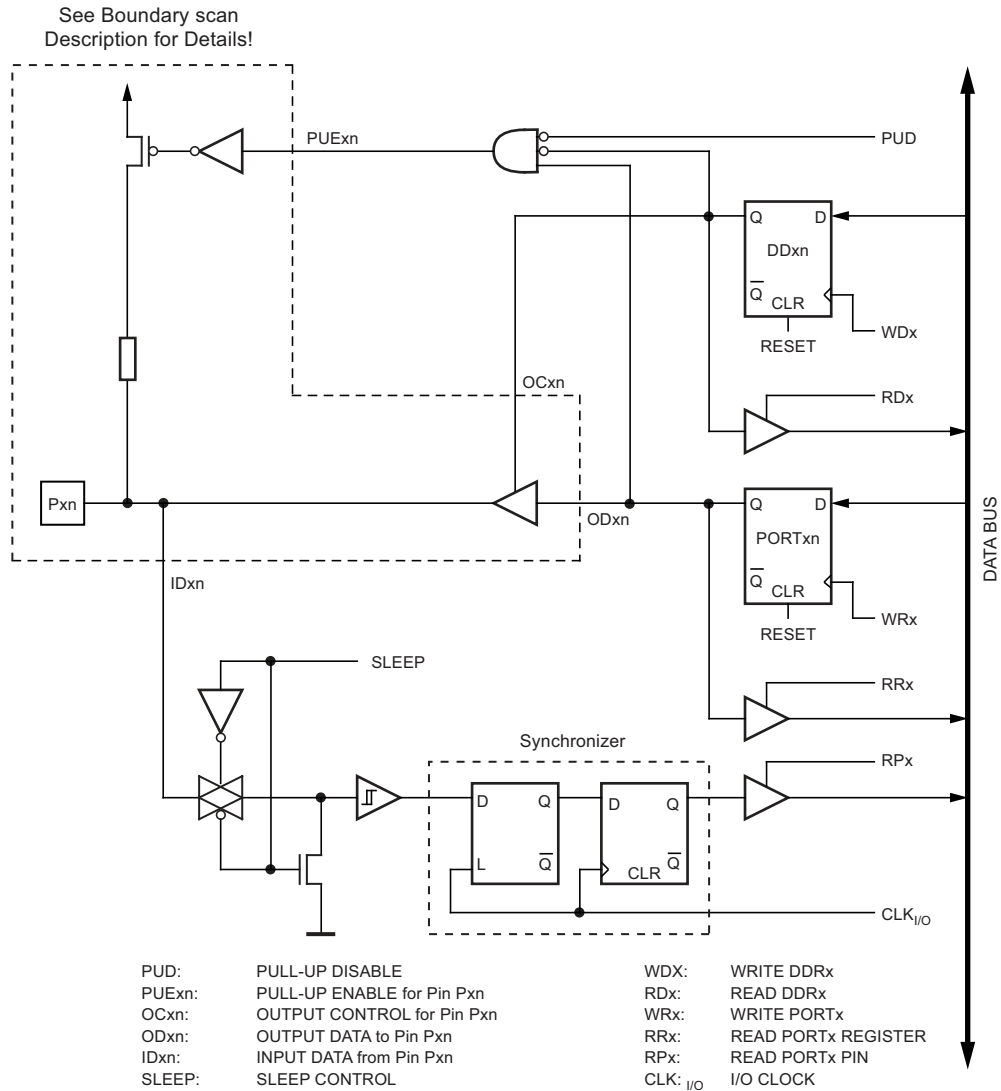 See Boundary scan
Description for Details!
PUExn
PUD
Q D
DDxn
Q
CLR
WDx
RESET
OCxn
RDx
Pxn
ODxn
Q D
PORTxn
Q
CLR
WRx
RESET
DATA BUS
IDxn
SLEEP
RRx
Synchronizer
RPx
D Q
L Q
D Q
Q
CLR
CLK I/O
PUD: PULL-UP DISABLE
PUExn: PULL-UP ENABLE for Pin Pxn
OCxn: OUTPUT CONTROL for Pin Pxn
ODxn: OUTPUT DATA to Pin Pxn
IDxn: INPUT DATA from Pin Pxn
SLEEP: SLEEP CONTROL
WDX: WRITE DDRx
RDx: READ DDRx
WRx: WRITE PORTx
RRx: READ PORTx REGISTER
RPx: READ PORTx PIN
CLK: I/O I/O CLOCK